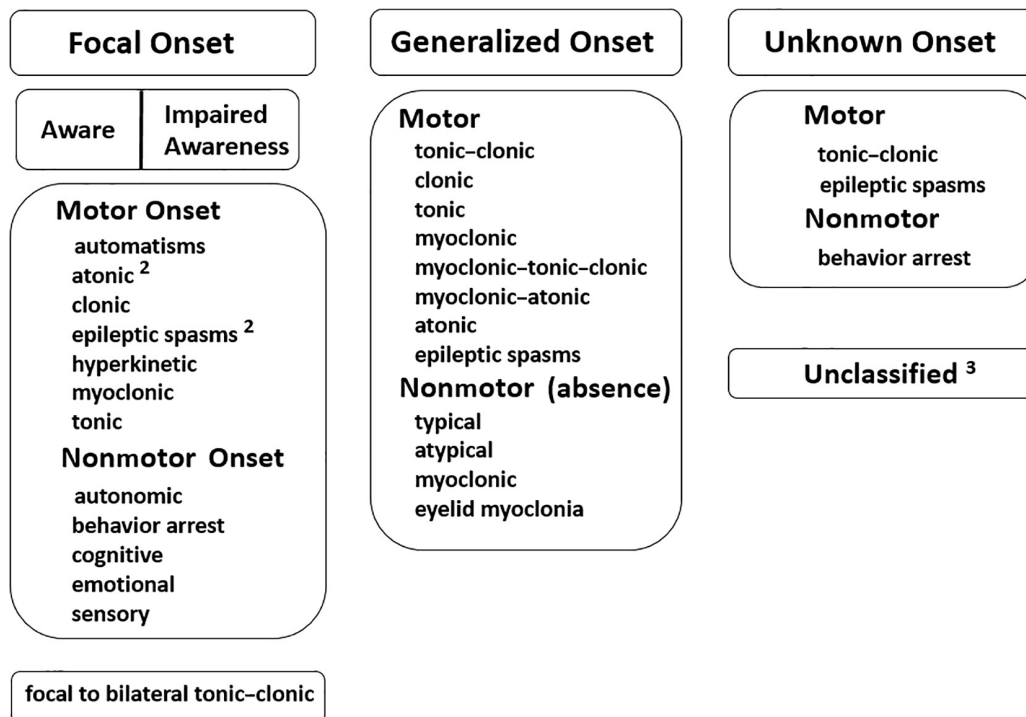 Focal Onset
Aware
Impaired
Awareness
Motor Onset
automatisms
atonic ²
clonic
epileptic spasms ²
hyperkinetic
myoclonic
tonic
Nonmotor Onset
autonomic
behavior arrest
cognitive
emotional
sensory
focal to bilateral tonic–clonic
Generalized Onset
Motor
tonic–clonic
clonic
tonic
myoclonic
myoclonic–tonic–clonic
myoclonic–atonic
atonic
epileptic spasms
Nonmotor (absence)
typical
atypical
myoclonic
eyelid myoclonia
Unknown Onset
Motor
tonic–clonic
epileptic spasms
Nonmotor
behavior arrest
Unclassified ³